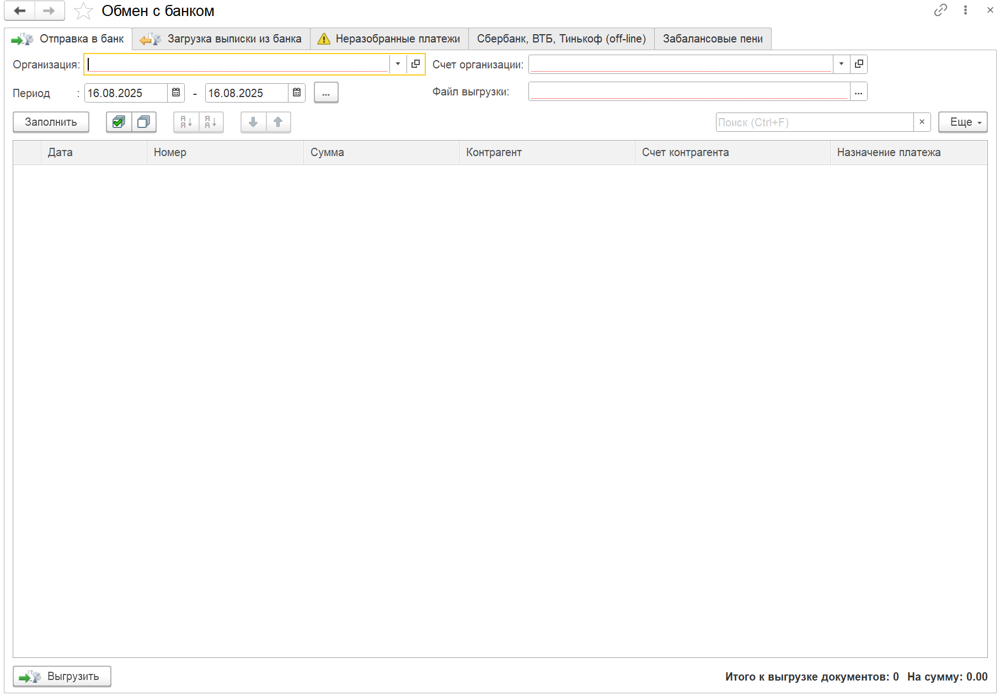 Обмен с банком
Отправка в банк Загрузка выписки из банка Неразобранные платежи Сбербанк, ВТБ, Тинькоф (off-line) Забалансовые пени
Организация: Счет организации:
Период : 16.08.2025 - 16.08.2025 ... Файл выгрузки: ...
Заполнить А Я Я А Поиск (Ctrl+F) × Еще
Дата Номер Сумма Контрагент Счет контрагента Назначение платежа
Выгрузить Итого к выгрузке документов: 0 На сумму: 0.00